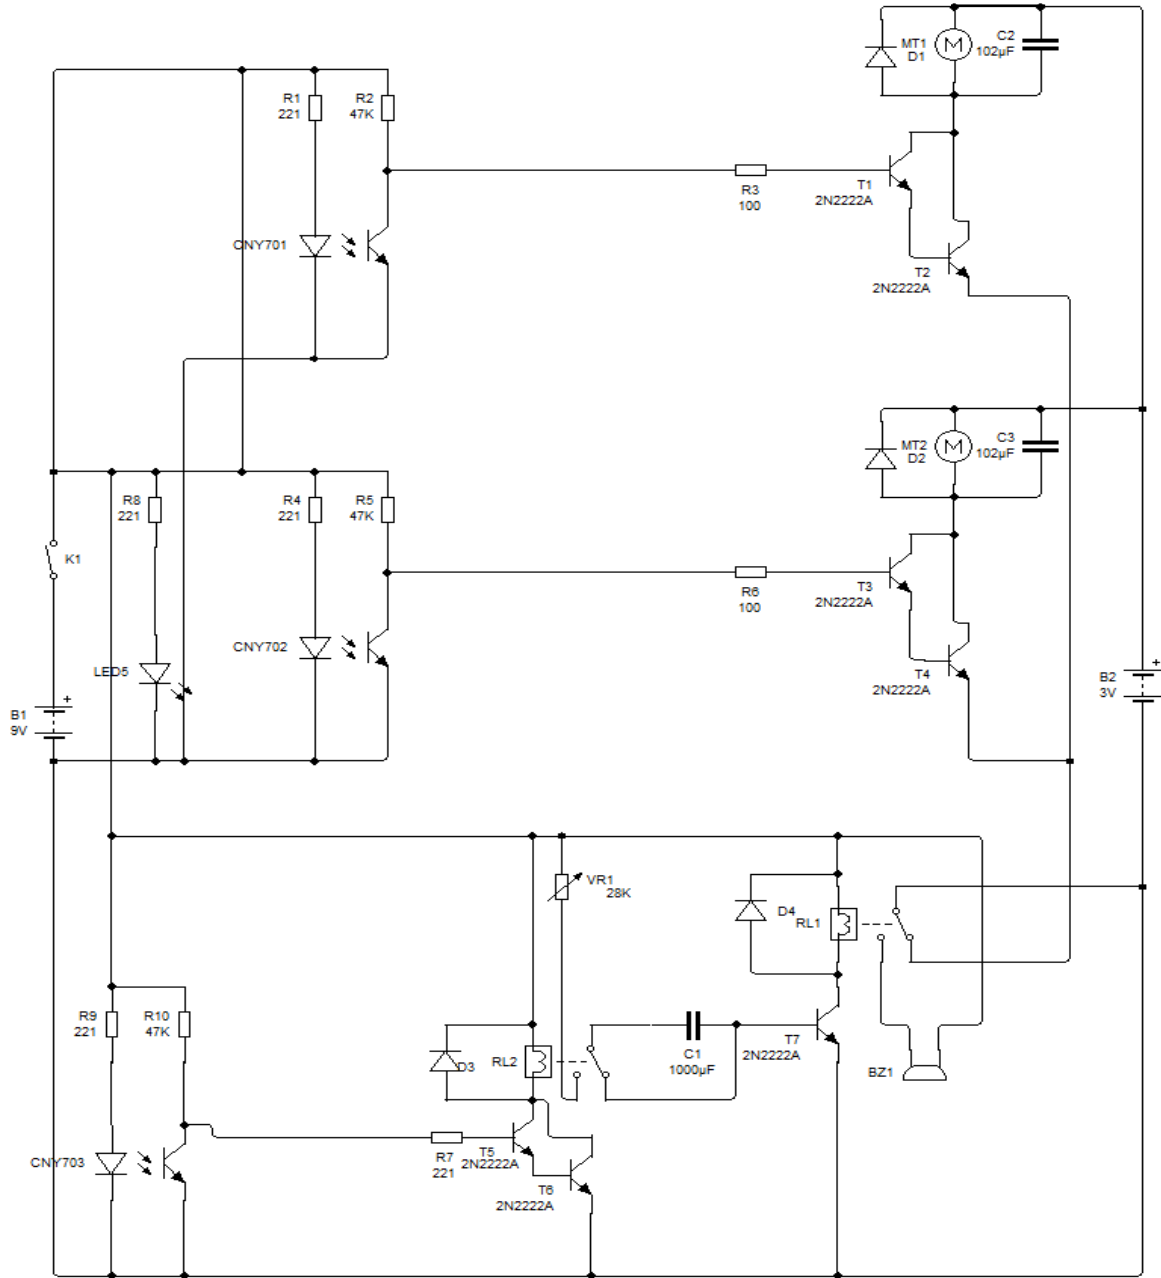 MT1
D1
M
C2
102µF
R1
221
R2
47K
R3
100
T1
2N2222A
CNY701
T2
2N2222A
MT2
D2
M
C3
102µF
R8
221
R4
221
R5
47K
K1
R6
100
T3
2N2222A
CNY702
LED5
T4
2N2222A
+
B1
9V
+
B2
3V
VR1
28K
D4
RL1
R9
221
R10
47K
D3
RL2
C1
1000µF
T7
2N2222A
BZ1
CNY703
R7
221
T5
2N2222A
T6
2N2222A